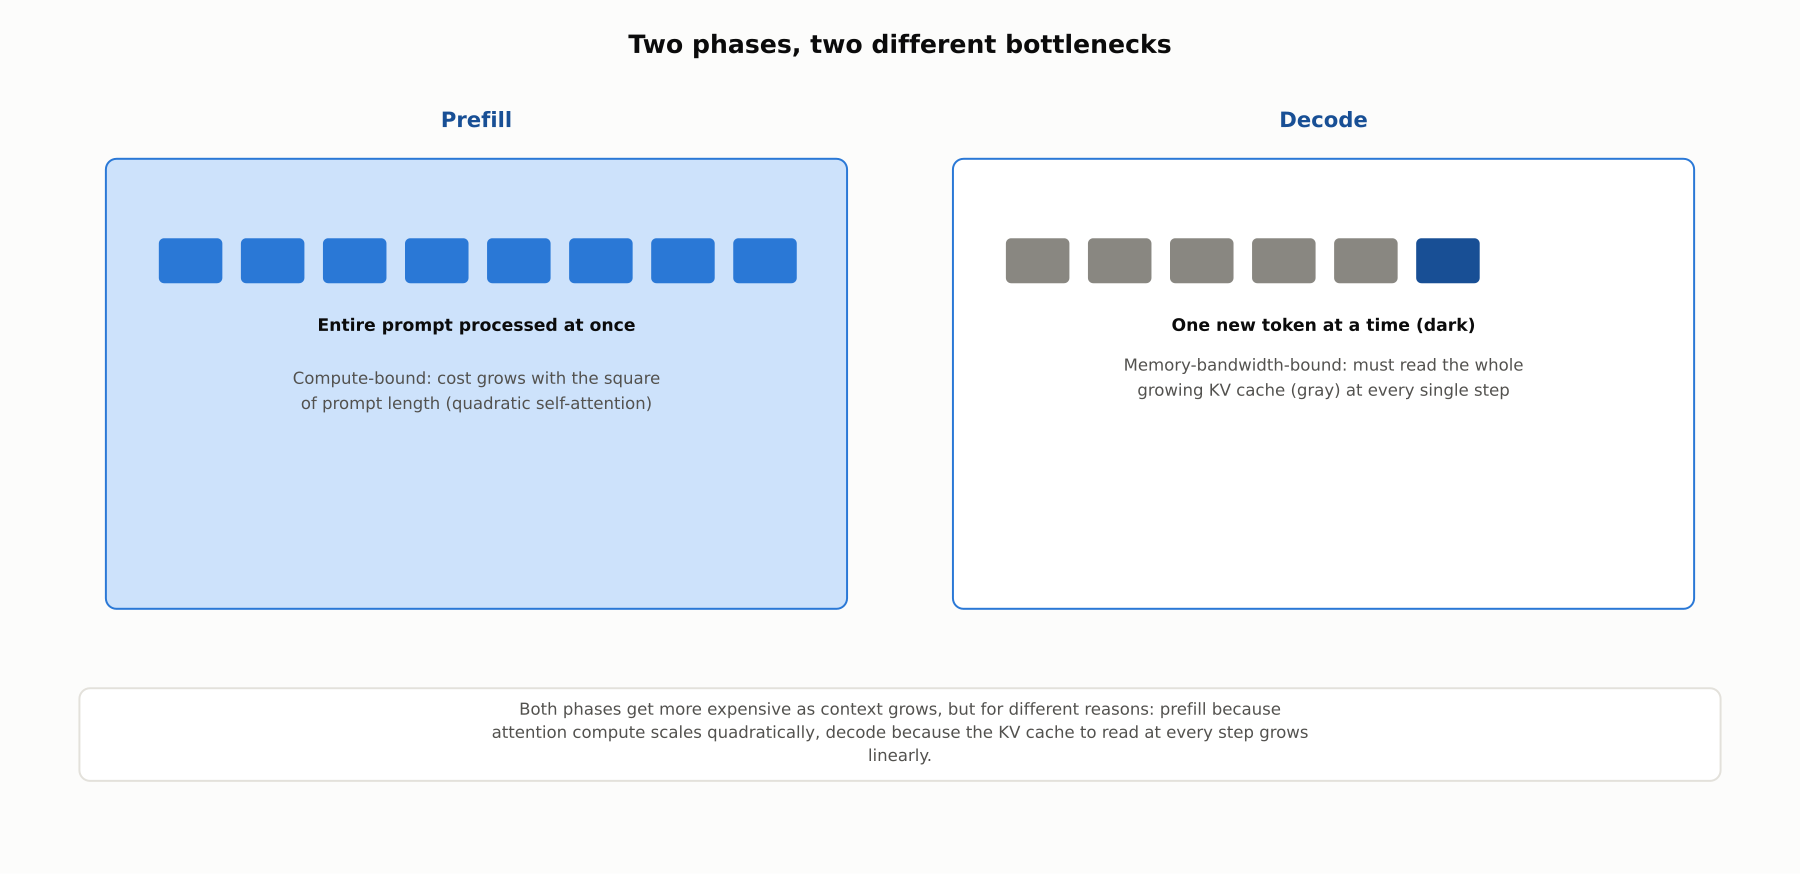 Two phases, two different bottlenecks
Prefill
Decode
Entire prompt processed at once
Compute-bound: cost grows with the square
of prompt length (quadratic self-attention)
One new token at a time (dark)
Memory-bandwidth-bound: must read the whole
growing KV cache (gray) at every single step
Both phases get more expensive as context grows, but for different reasons: prefill because
attention compute scales quadratically, decode because the KV cache to read at every step grows
linearly.